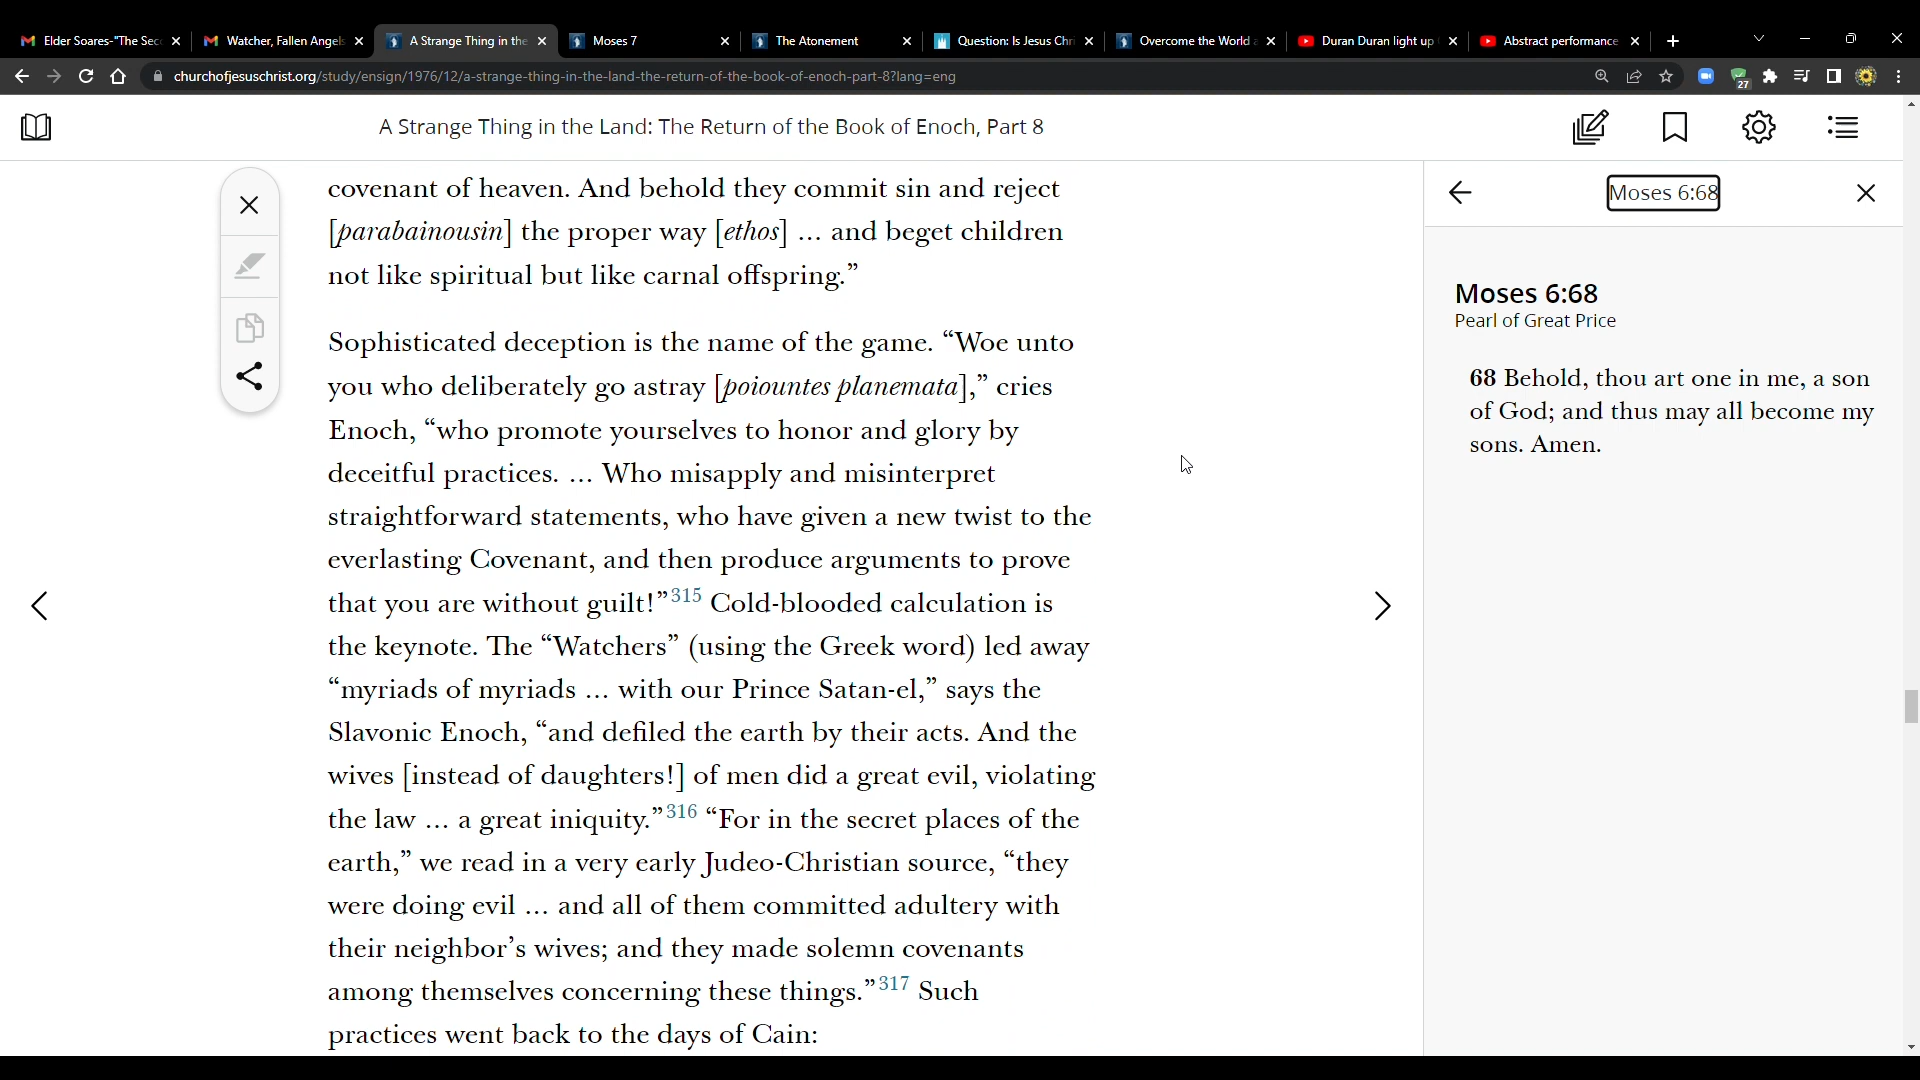 Elder Soares-"The Sec
Watcher, Fallen Angels
A Strange Thing in the
Moses 7
The Atonement
Question: Is Jesus Chri
Overcome the World a
Duran Duran light up
Abstract performance
churchofjesuschrist.org/study/ensign/1976/12/a-strange-thing-in-the-land-the-return-of-the-book-of-enoch-part-8?lang=eng
27
A Strange Thing in the Land: The Return of the Book of Enoch, Part 8
covenant of heaven. And behold they commit sin and reject
[parabainousin] the proper way [ethos] … and beget children
not like spiritual but like carnal offspring.”
Sophisticated deception is the name of the game. “Woe unto
you who deliberately go astray [poiountes planemata],” cries
Enoch, “who promote yourselves to honor and glory by
deceitful practices. … Who misapply and misinterpret
straightforward statements, who have given a new twist to the
everlasting Covenant, and then produce arguments to prove
that you are without guilt!”315 Cold-blooded calculation is
the keynote. The “Watchers” (using the Greek word) led away
“myriads of myriads … with our Prince Satan-el,” says the
Slavonic Enoch, “and defiled the earth by their acts. And the
wives [instead of daughters!] of men did a great evil, violating
the law … a great iniquity.”316 “For in the secret places of the
earth,” we read in a very early Judeo-Christian source, “they
were doing evil … and all of them committed adultery with
their neighbor’s wives; and they made solemn covenants
among themselves concerning these things.”317 Such
practices went back to the days of Cain:
Moses 6:68
Moses 6:68
Pearl of Great Price
68 Behold, thou art one in me, a son
of God; and thus may all become my
sons. Amen.